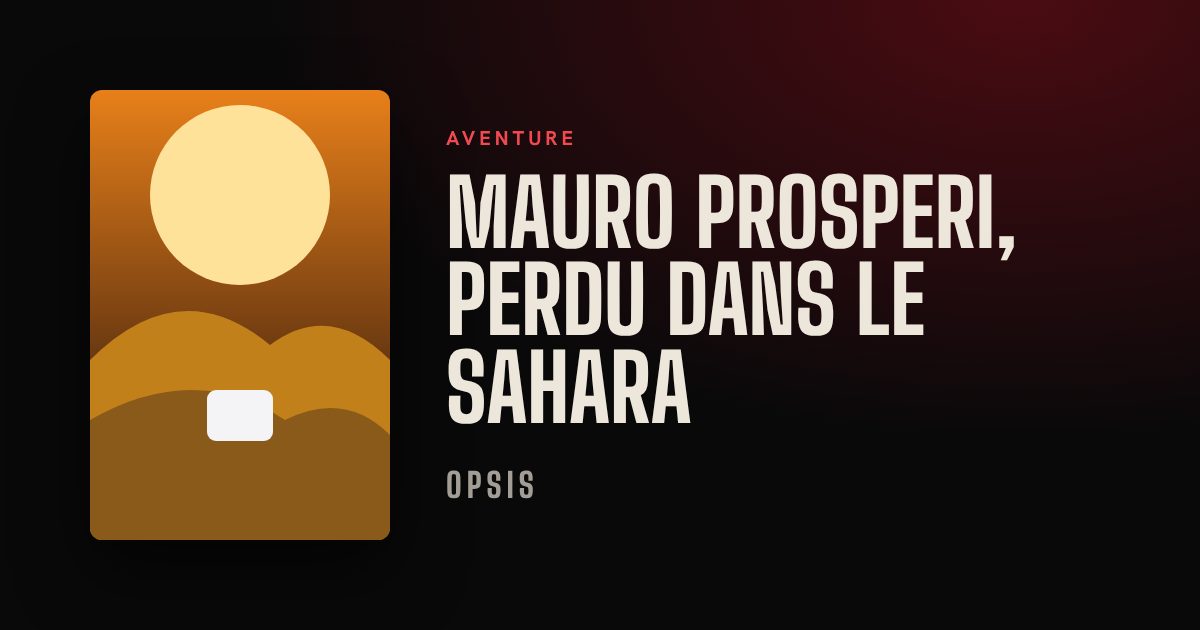 AVENTURE
MAURO PROSPERI,
PERDU DANS LE
SAHARA
OPSIS